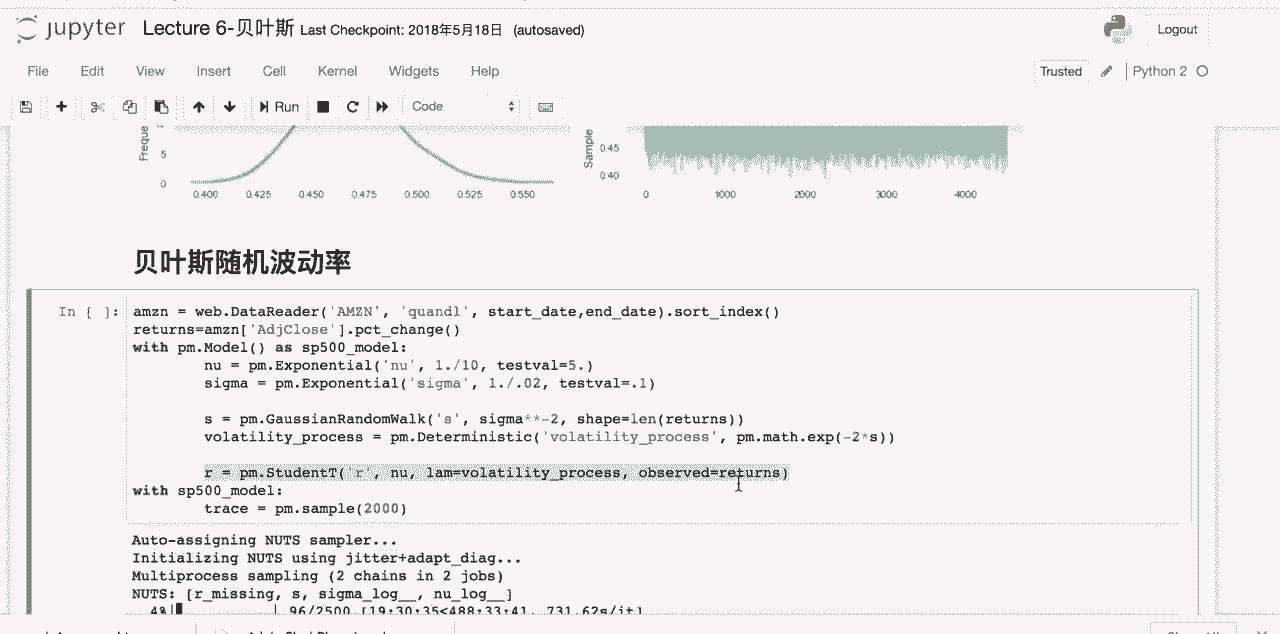 jupyter Lecture 6-贝叶斯 Last Checkpoint: 2018年5月18日 (autosaved) Logout
File Edit View Insert Cell Kernel Widgets Help Trusted Python 2
Run Code
5
0
0.400 0.425 0.450 0.475 0.500 0.525 0.550
Sample
0.45
0.40
0 1000 2000 3000 4000
贝叶斯随机波动率
In [ ]: amzn = web.DataReader('AMZN', 'quandl', start_date,end_date).sort_index()
returns=amzn['AdjClose'].pct_change()
with pm.Model() as sp500_model:
nu = pm.Exponential('nu', 1./10, testval=5.)
sigma = pm.Exponential('sigma', 1./.02, testval=.1)
s = pm.GaussianRandomWalk('s', sigma**-2, shape=len(returns))
volatility_process = pm.Deterministic('volatility_process', pm.math.exp(-2*s))
r = pm.StudentT('r', nu, lam=volatility_process, observed=returns)
with sp500_model:
trace = pm.sample(2000)
Auto-assigning NUTS sampler...
Initializing NUTS using jitter+adapt_diag...
Multiprocess sampling (2 chains in 2 jobs)
NUTS: [r_missing, s, sigma_log__, nu_log__]
4%| | 96/2500 [19:30:35<488:33:41, 731.62s/it]